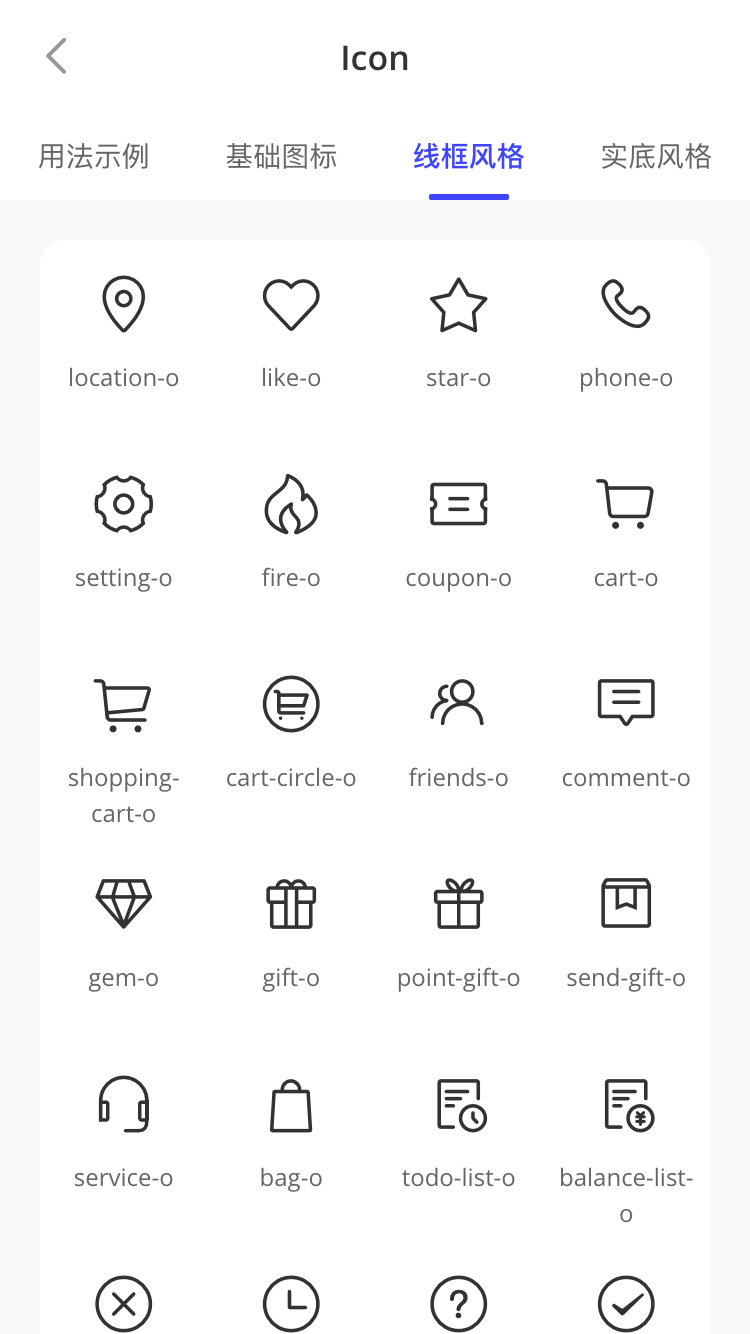 Icon
用法示例 基础图标 线框风格 实底风格
location-o like-o star-o phone-o
setting-o fire-o coupon-o cart-o
shopping- cart-circle-o friends-o comment-o
cart-o
gem-o gift-o point-gift-o send-gift-o
service-o bag-o todo-list-o balance-list-
o